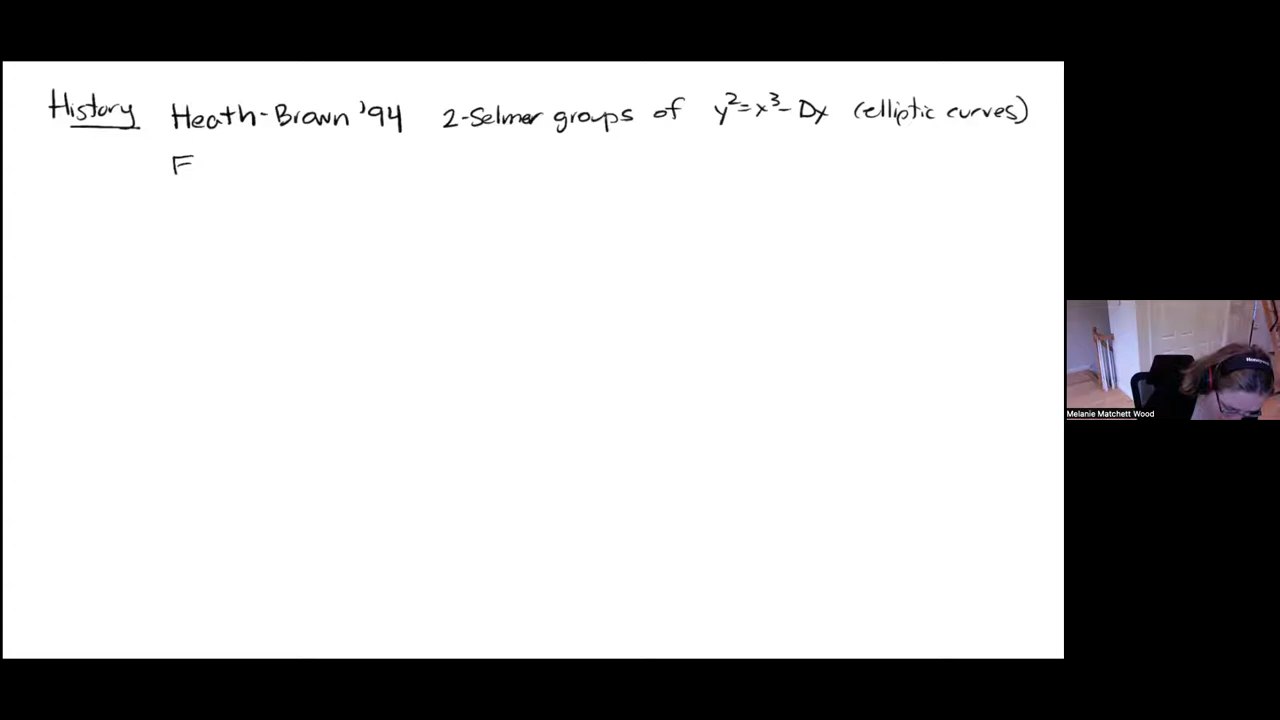 History Heath-Brown '94 2-Selmer groups of y²=x³-Dx (elliptic curves)
F
Melanie Matchett Wood